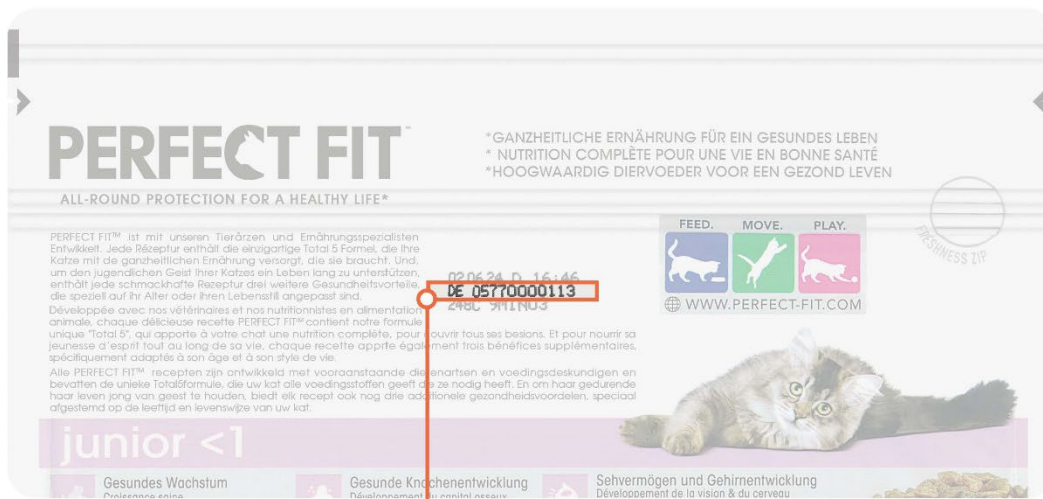 PERFECT FIT™
ALL-ROUND PROTECTION FOR A HEALTHY LIFE*
*GANZHEITLICHE ERNÄHRUNG FÜR EIN GESUNDES LEBEN
* NUTRITION COMPLÈTE POUR UNE VIE EN BONNE SANTÉ
*HOOGWAARDIG DIERVOEDER VOOR EEN GEZOND LEVEN
FEED. MOVE. PLAY.
WWW.PERFECT-FIT.COM
FRESHNESS ZIP
PERFECT FIT™ ist mit unseren Tierärzen und Ernährungsspezialisten
Entwikkelt. Jede Rézeptur enthält die einzigartige Total 5 Formel, die Ihre
Katze mit de ganzheitlichen Ernährung versorgt, die sie braucht. Und,
um den jugendlichen Geist Ihrer Katzes ein Leben lang zu unterstützen,
enthält jede schmackhafte Rezeptur drei weitere Gesundheitsvorteile,
die speziell auf ihr Alter oder ihren Lebensstil angepasst sind.
02.06.24 D 16:46
DE 05770000113
248C 9MIN03
Développée avec nos vétérinaires et nos nutritionnistes en alimentation
animale, chaque délicieuse recette PERFECT FIT™ contient notre formule
unique "Total 5", qui apporte à votre chat une nutrition complète, pour couvrir tous ses besions. Et pour nourrir sa
jeunesse d'esprit tout au long de sa vie, chaque recette apprte également trois bénéfices supplémentaires,
spécifiquement adaptés à son âge et à son style de vie.
Alle PERFECT FIT™ recepten zijn ontwikkeld met vooraanstaande dierenartsen en voedingsdeskundigen en
bevatten de unieke Total5formule, die uw kat alle voedingsstoffen geeft die ze nodig heeft. En om haar gedurende
haar leven jong van geest te houden, biedt elk recept ook nog drie additionele gezondheidsvoordelen, speciaal
afgestemd op de leeftijd en levenswijze van uw kat
junior <1
Gesundes Wachstum
Croissance saine
Gesunde Knochenentwicklung
Développement du capital osseux
Sehvermögen und Gehirnentwicklung
Développement de la vision & du cerveau